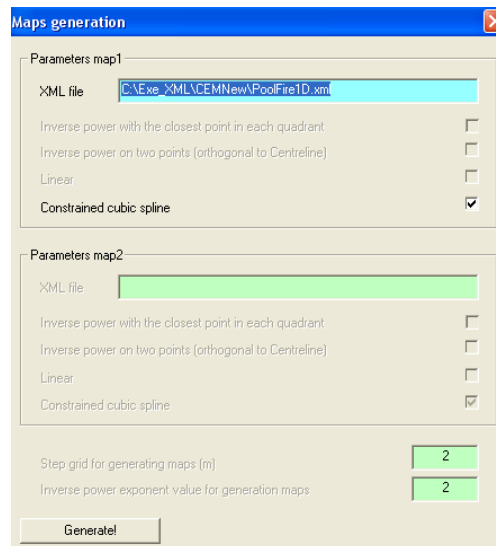 Maps generation
Parameters map1
XML file C:\Exe_XML\CEMNew\PoolFire1D.xml
Inverse power with the closest point in each quadrant
Inverse power on two points (orthogonal to Centreline)
Linear
Constrained cubic spline
Parameters map2
XML file
Inverse power with the closest point in each quadrant
Inverse power on two points (orthogonal to Centreline)
Linear
Constrained cubic spline
Step grid for generating maps (m) 2
Inverse power exponent value for generation maps 2
Generate!